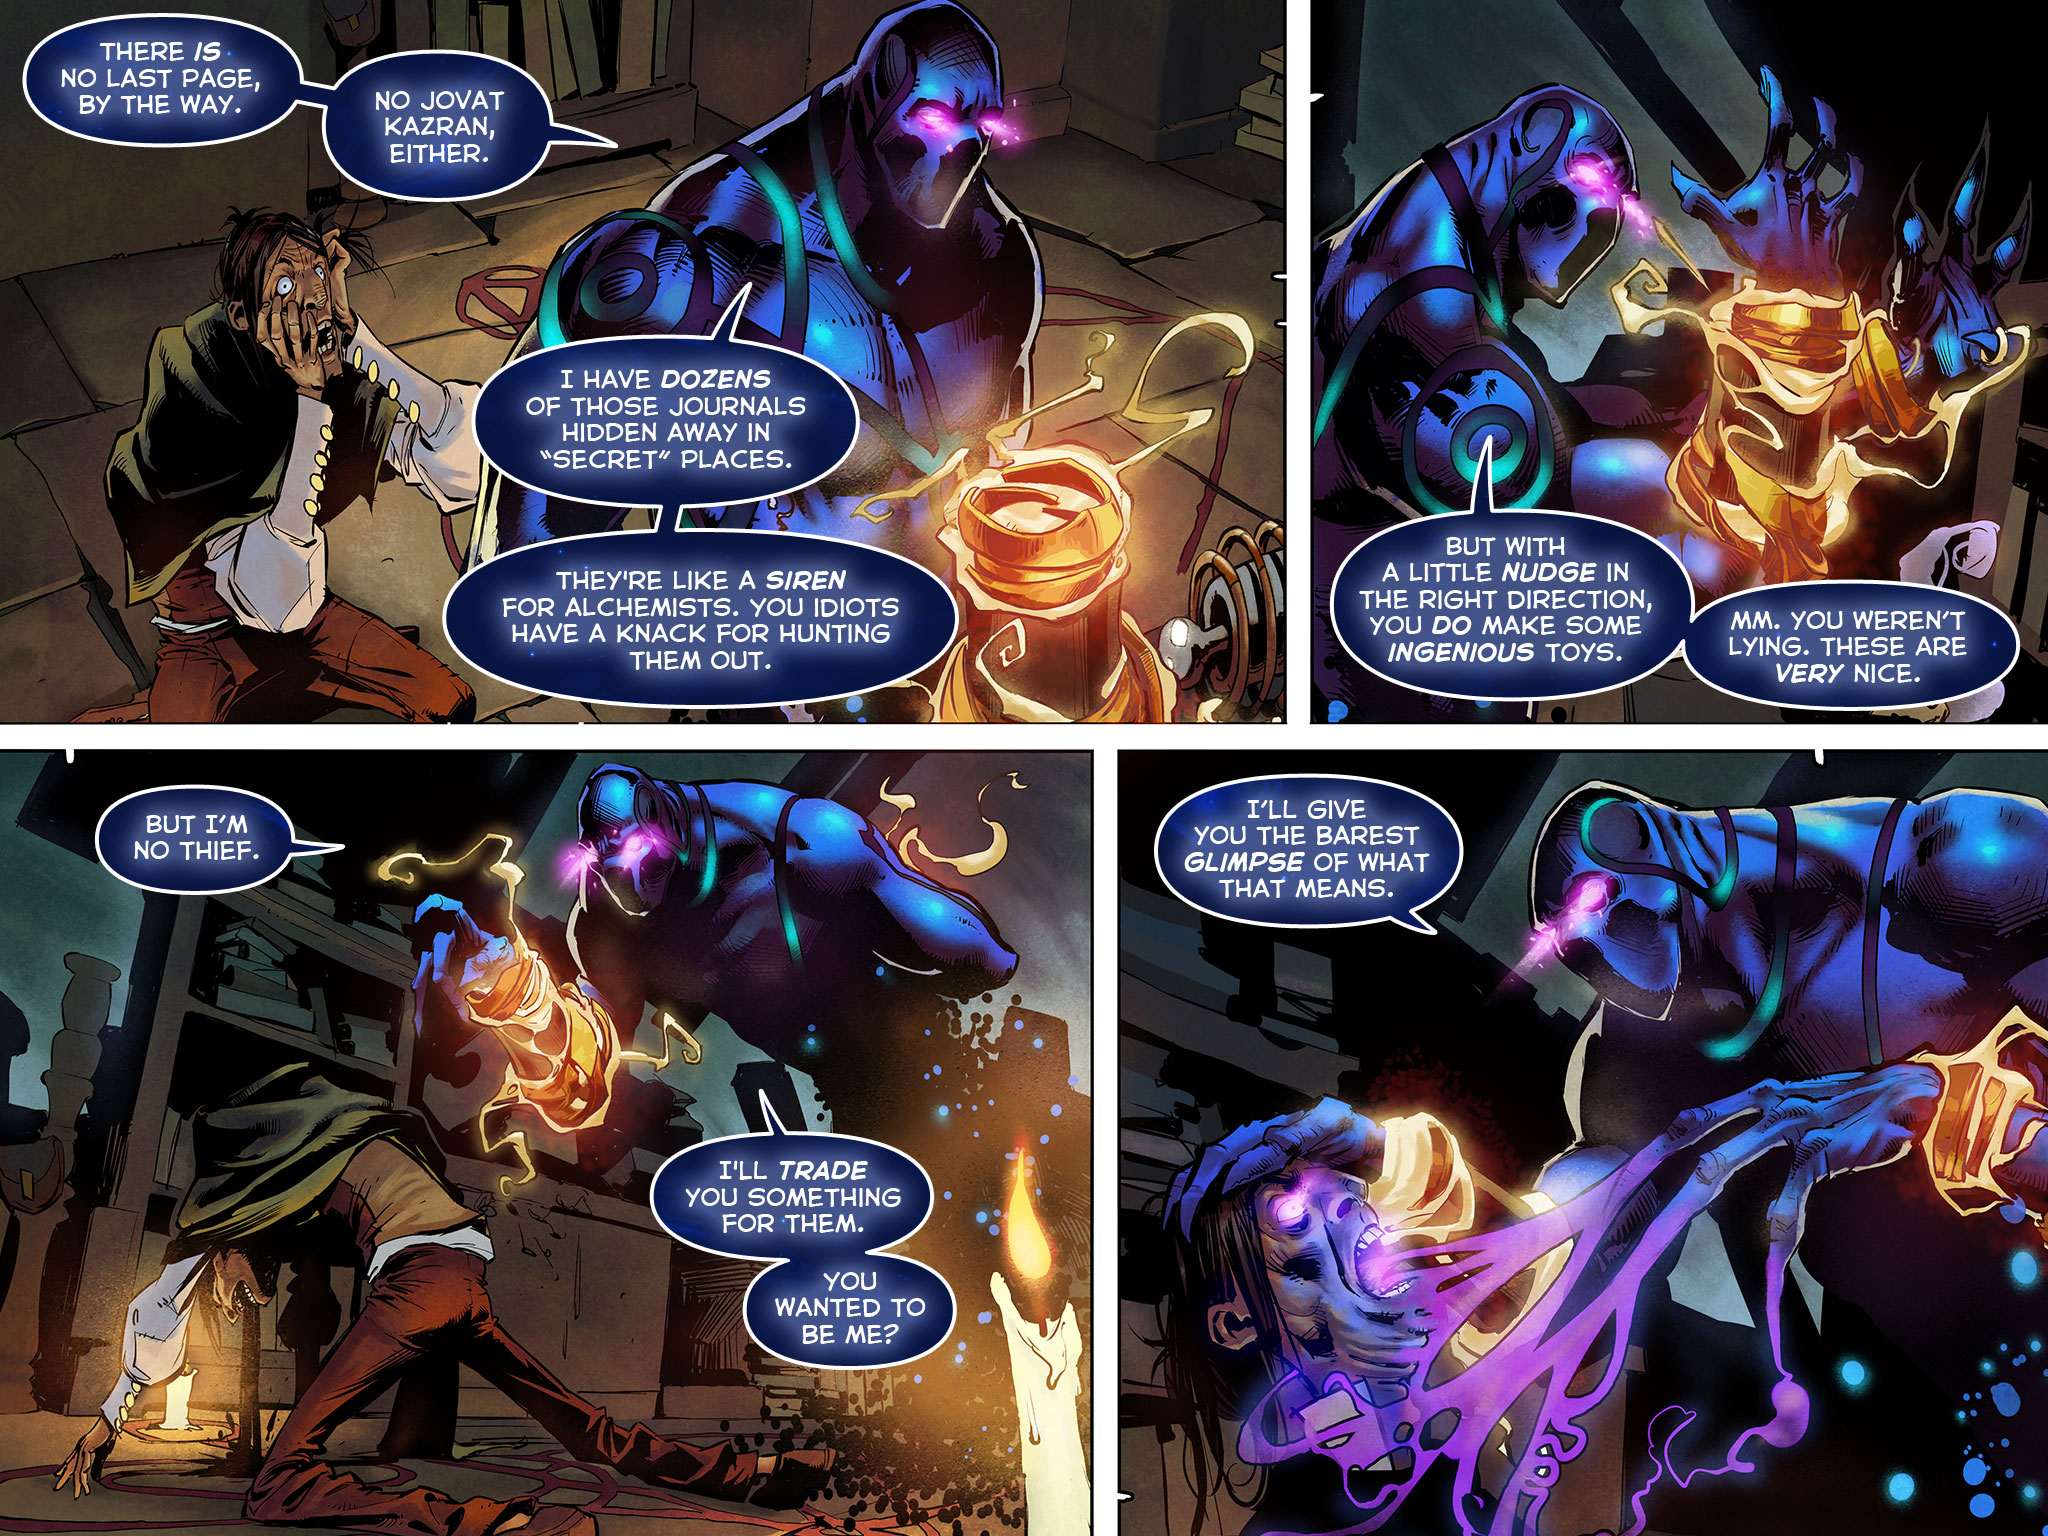 THERE IS
NO LAST PAGE,
BY THE WAY.
NO JOVAT
KAZRAN,
EITHER.
I HAVE DOZENS
OF THOSE JOURNALS
HIDDEN AWAY IN
"SECRET" PLACES.
THEY'RE LIKE A SIREN
FOR ALCHEMISTS. YOU IDIOTS
HAVE A KNACK FOR HUNTING
THEM OUT.
BUT WITH
A LITTLE NUDGE IN
THE RIGHT DIRECTION,
YOU DO MAKE SOME
INGENIOUS TOYS.
MM. YOU WEREN'T
LYING. THESE ARE
VERY NICE.
BUT I'M
NO THIEF.
I'LL TRADE
YOU SOMETHING
FOR THEM.
YOU
WANTED TO
BE ME?
I'LL GIVE
YOU THE BAREST
GLIMPSE OF WHAT
THAT MEANS.